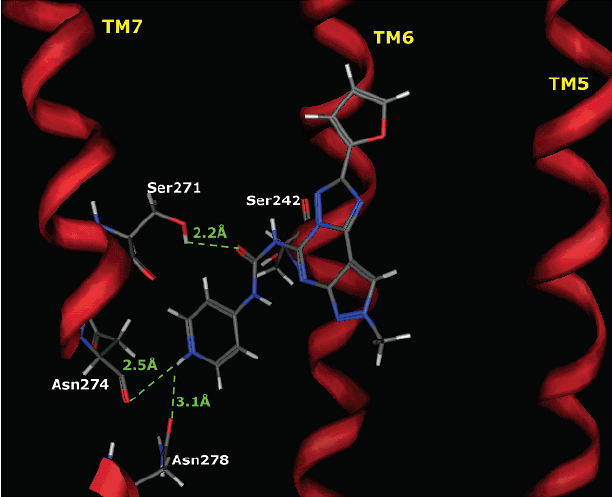 TM7
TM6
TM5
Ser271
Ser242
2.2Å
2.5Å
Asn274
3.1Å
Asn278